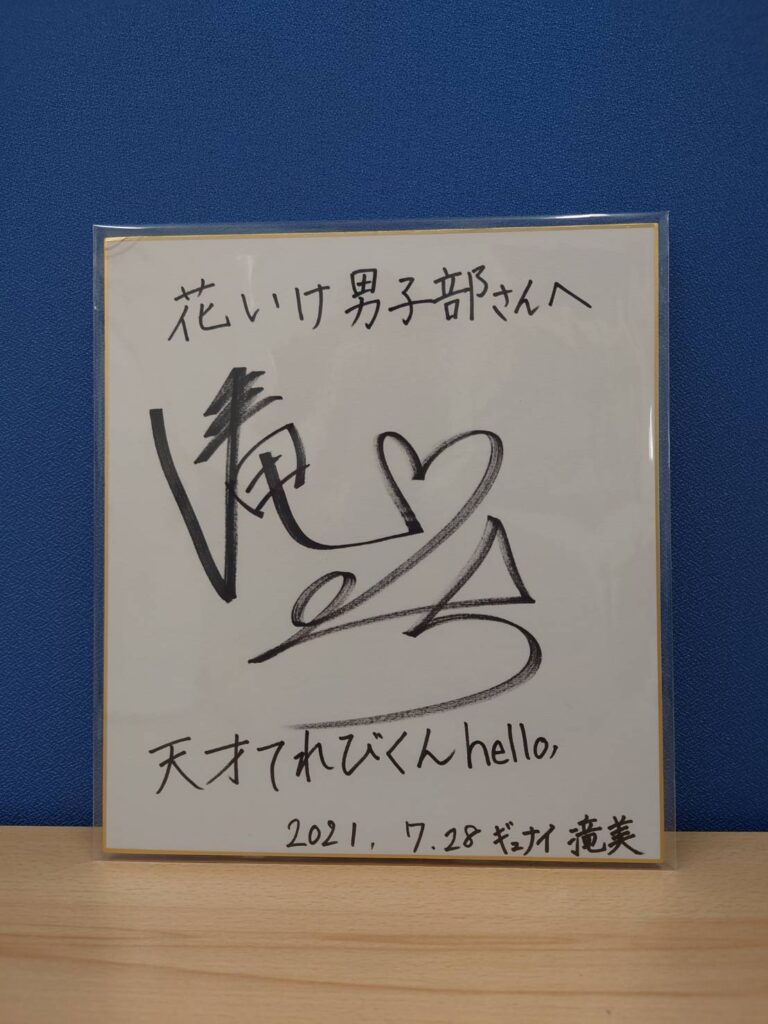 花いけ男子部さんへ
滝
天才てれびくんhello,
2021. 7.28 ギュナイ 滝美